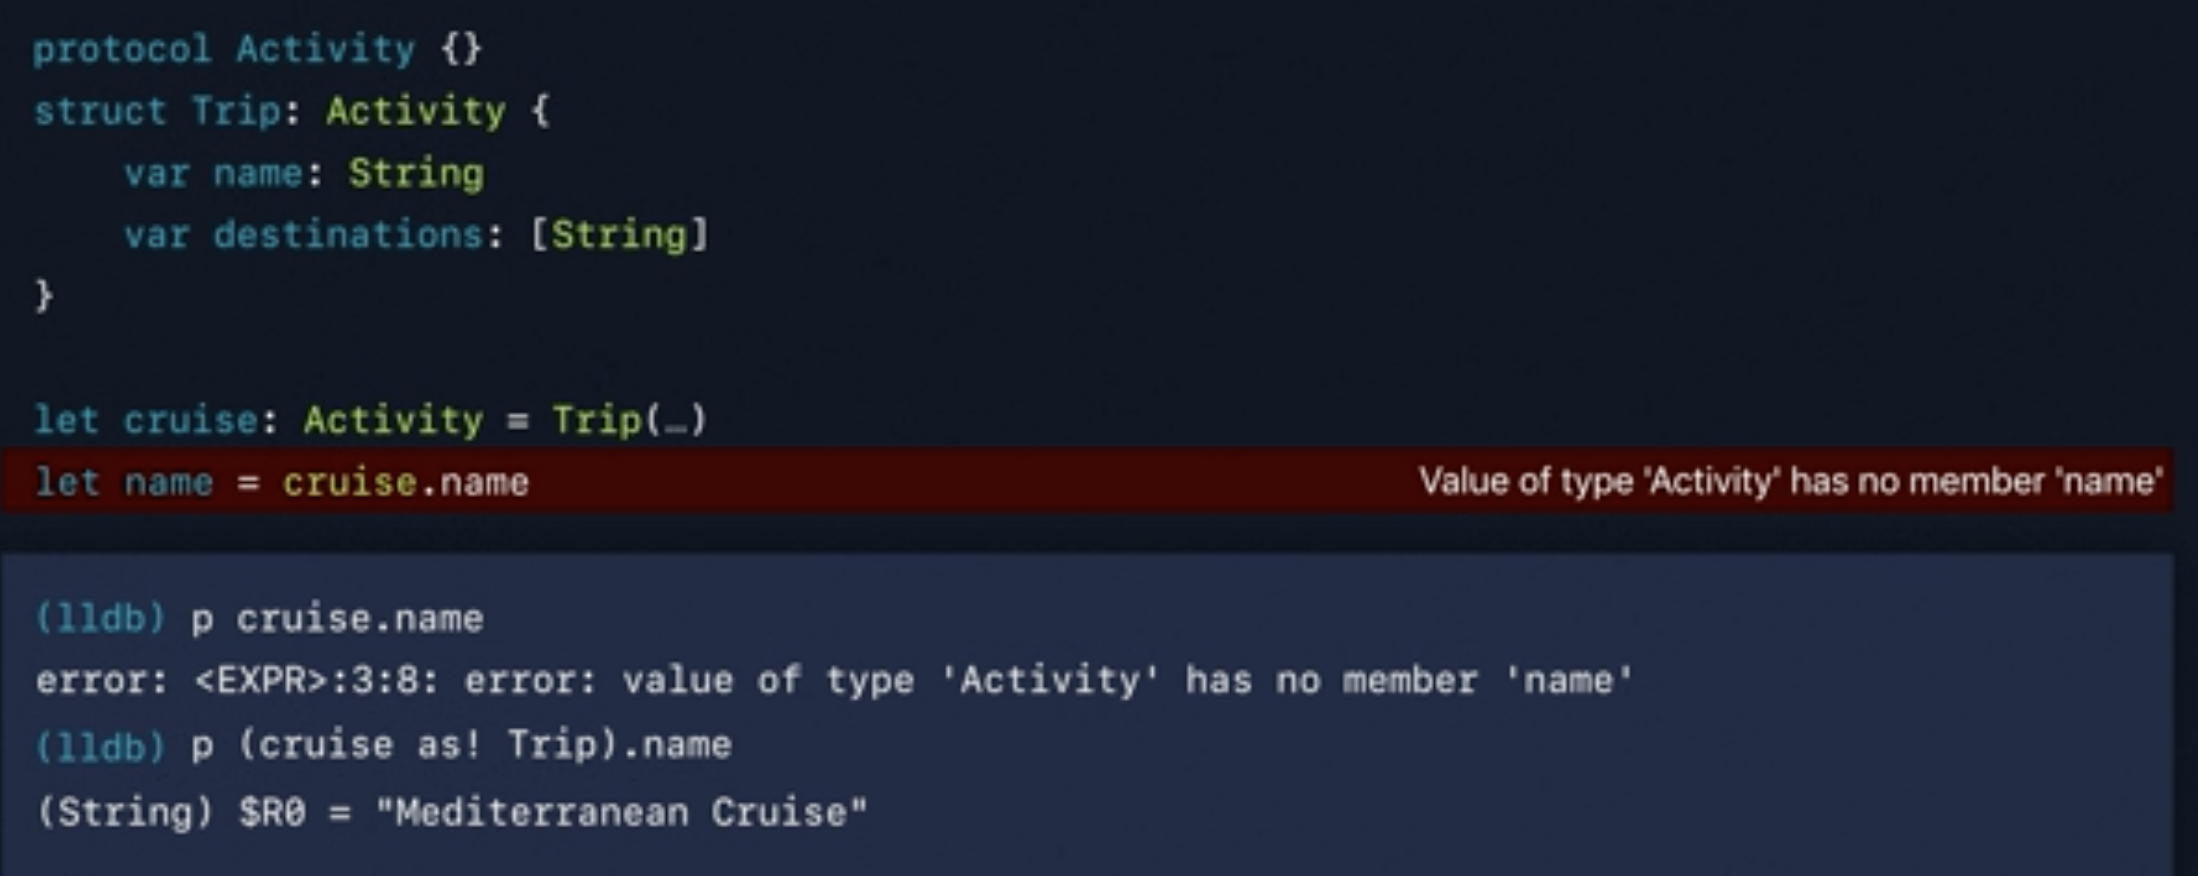 protocol Activity {}
struct Trip: Activity {
    var name: String
    var destinations: [String]
}
let cruise: Activity = Trip(…)
let name = cruise.name Value of type 'Activity' has no member 'name'
(lldb) p cruise.name
error: <EXPR>:3:8: error: value of type 'Activity' has no member 'name'
(lldb) p (cruise as! Trip).name
(String) $R0 = "Mediterranean Cruise"